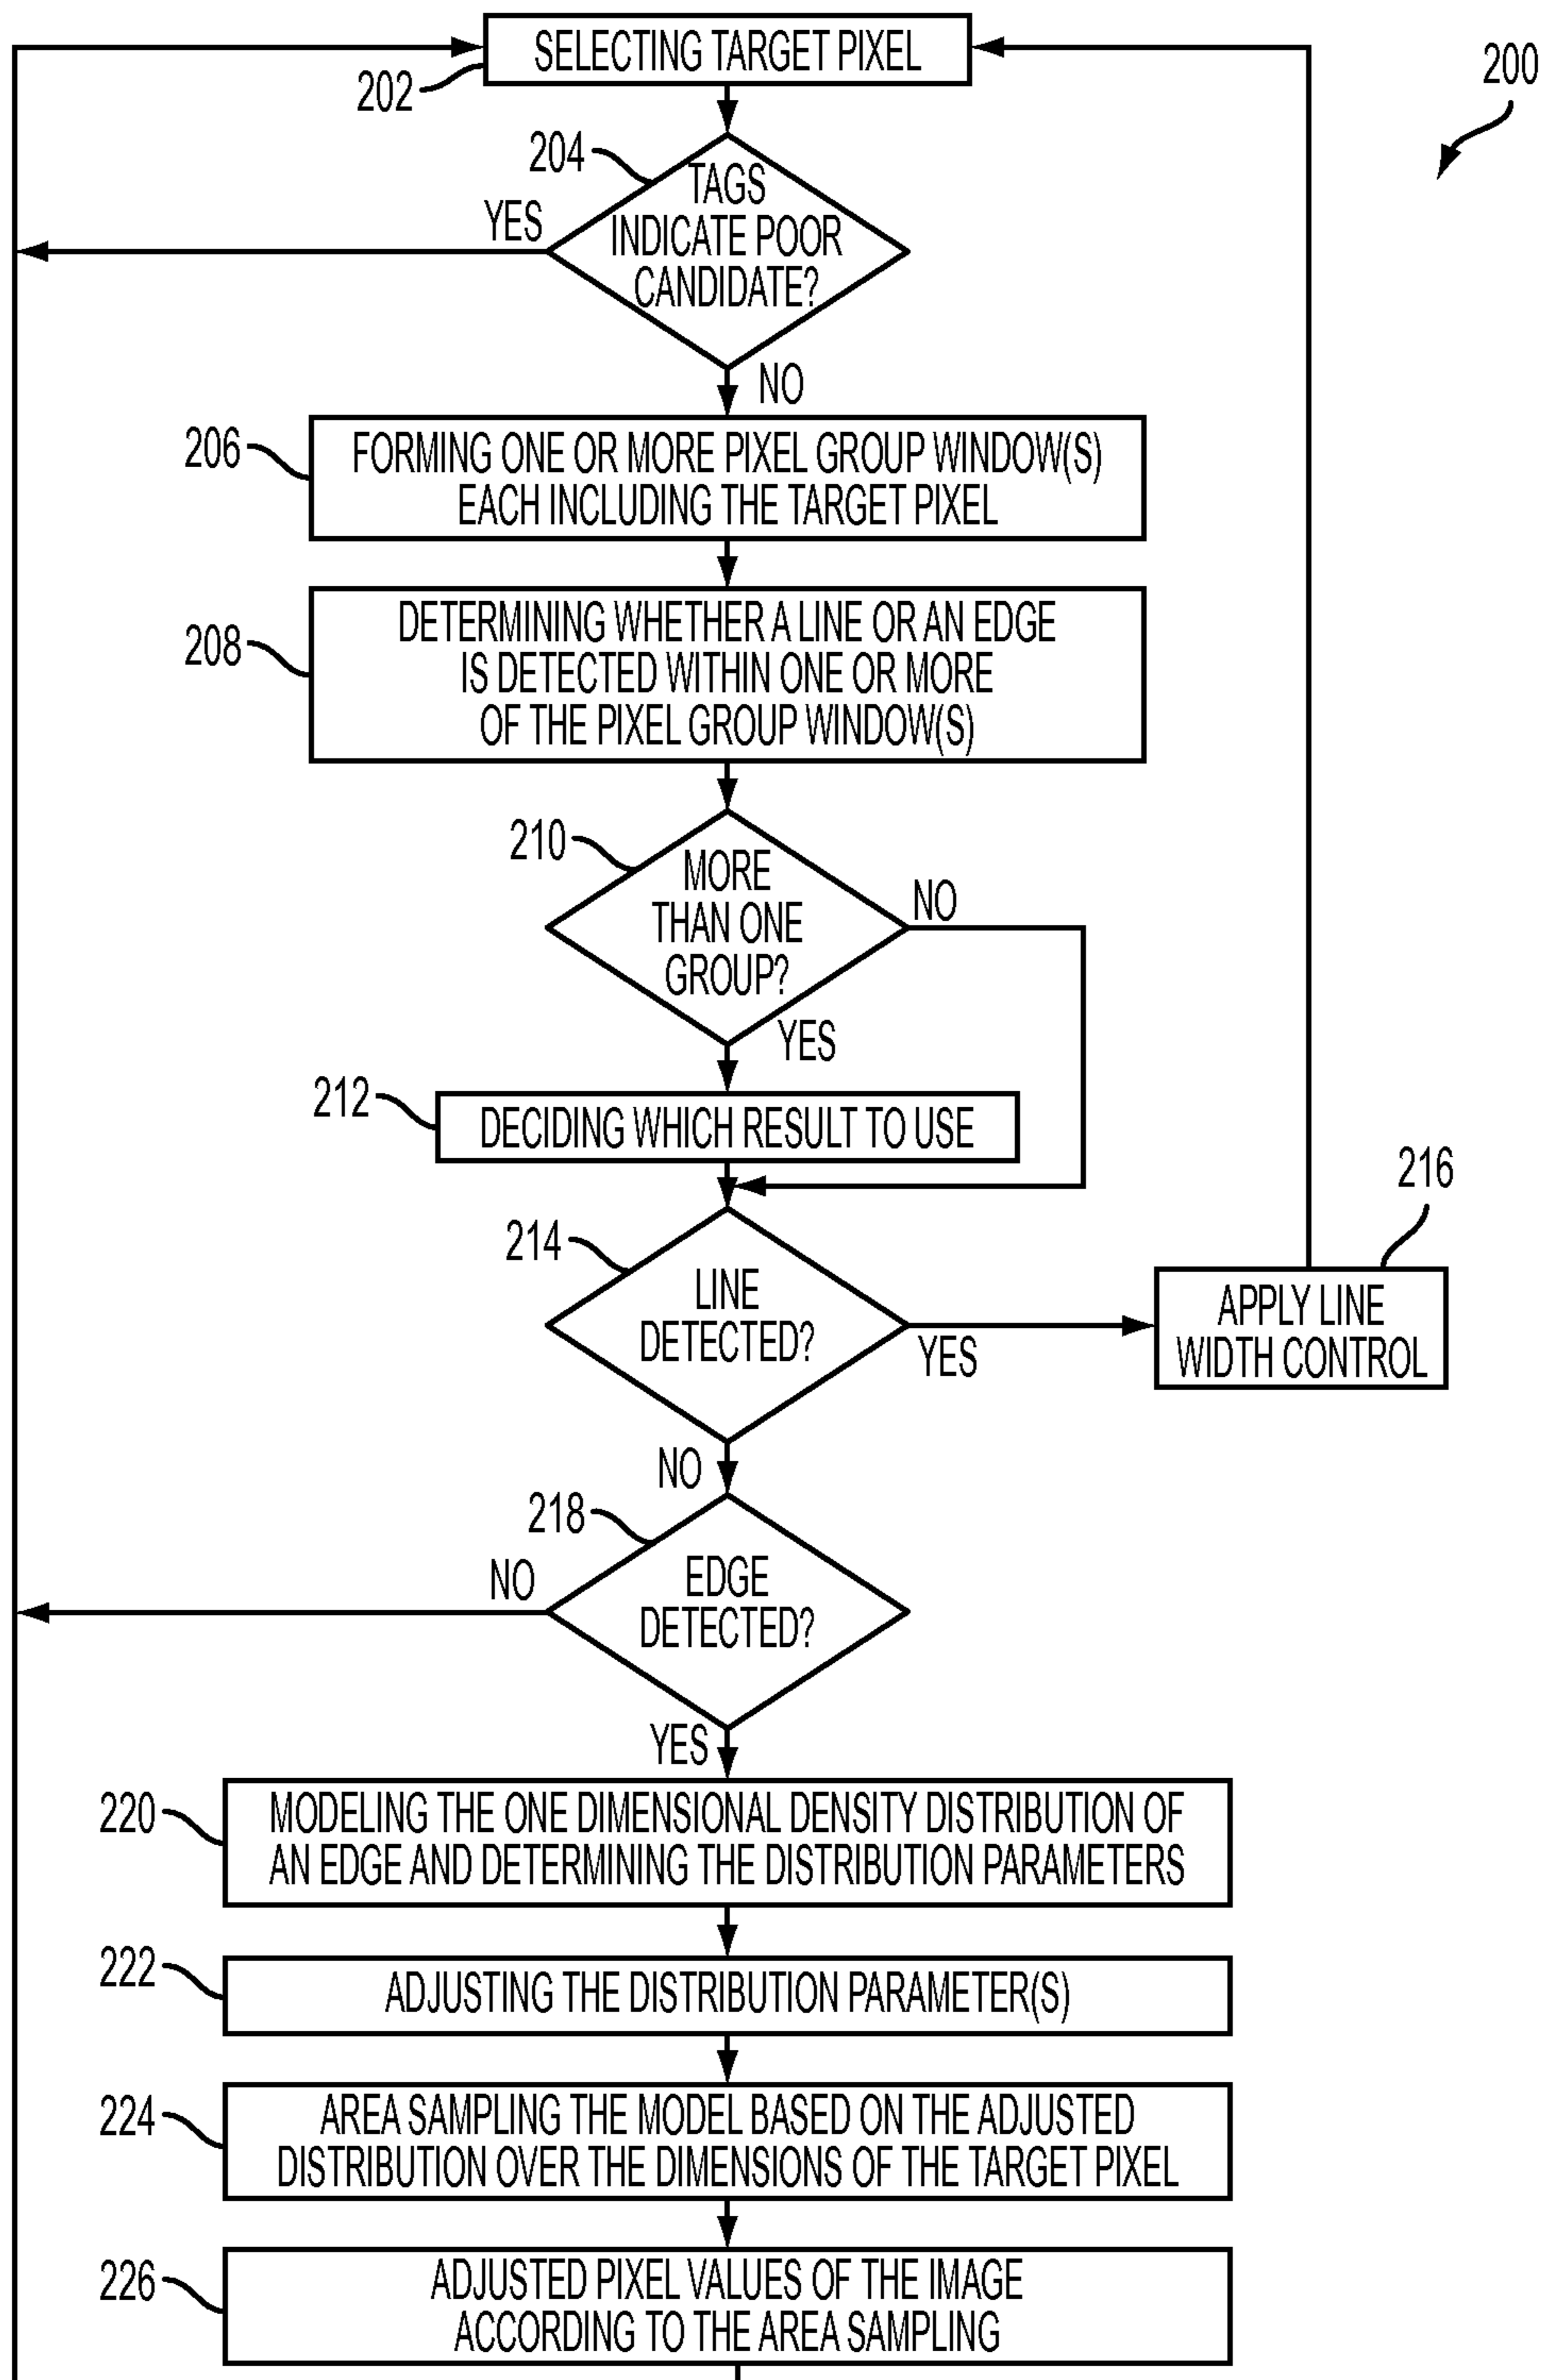 SELECTING TARGET PIXEL
200
202
204
TAGS
INDICATE POOR
CANDIDATE?
YES
NO
206
FORMING ONE OR MORE PIXEL GROUP WINDOW(S)
EACH INCLUDING THE TARGET PIXEL
208
DETERMINING WHETHER A LINE OR AN EDGE
IS DETECTED WITHIN ONE OR MORE
OF THE PIXEL GROUP WINDOW(S)
210
MORE
THAN ONE
GROUP?
NO
YES
212
DECIDING WHICH RESULT TO USE
214
LINE
DETECTED?
YES
216
APPLY LINE
WIDTH CONTROL
NO
218
EDGE
DETECTED?
NO
YES
220
MODELING THE ONE DIMENSIONAL DENSITY DISTRIBUTION OF
AN EDGE AND DETERMINING THE DISTRIBUTION PARAMETERS
222
ADJUSTING THE DISTRIBUTION PARAMETER(S)
224
AREA SAMPLING THE MODEL BASED ON THE ADJUSTED
DISTRIBUTION OVER THE DIMENSIONS OF THE TARGET PIXEL
226
ADJUSTED PIXEL VALUES OF THE IMAGE
ACCORDING TO THE AREA SAMPLING